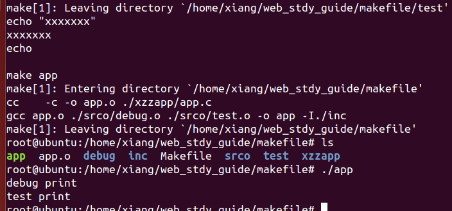 make[1]: Leaving directory `/home/xiang/web_stdy_guide/makefile/test'
echo "xxxxxxx"
xxxxxxx
echo

make app
make[1]: Entering directory `/home/xiang/web_stdy_guide/makefile'
cc    -c -o app.o ./xzzapp/app.c
gcc app.o ./srco/debug.o ./srco/test.o -o app -I./inc
make[1]: Leaving directory `/home/xiang/web_stdy_guide/makefile'
root@ubuntu:/home/xiang/web_stdy_guide/makefile# ls
app  app.o  debug  inc  Makefile  srco  test  xzzapp
root@ubuntu:/home/xiang/web_stdy_guide/makefile# ./app
debug print
test print
root@ubuntu:/home/xiang/web_stdy_guide/makefile#